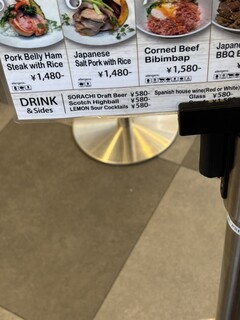 Pork Belly Ham
Steak with Rice
¥1,480-
Japanese
Salt Pork with Rice
¥1,480-
Corned Beef
Bibimbap
¥1,580-
Japanese
BBQ
DRINK
& Sides
SORACHI Draft Beer ¥580-
Scotch Highball ¥580-
LEMON Sour Cocktails ¥580-
Spanish house wine(Red or White)
Glass ¥580-